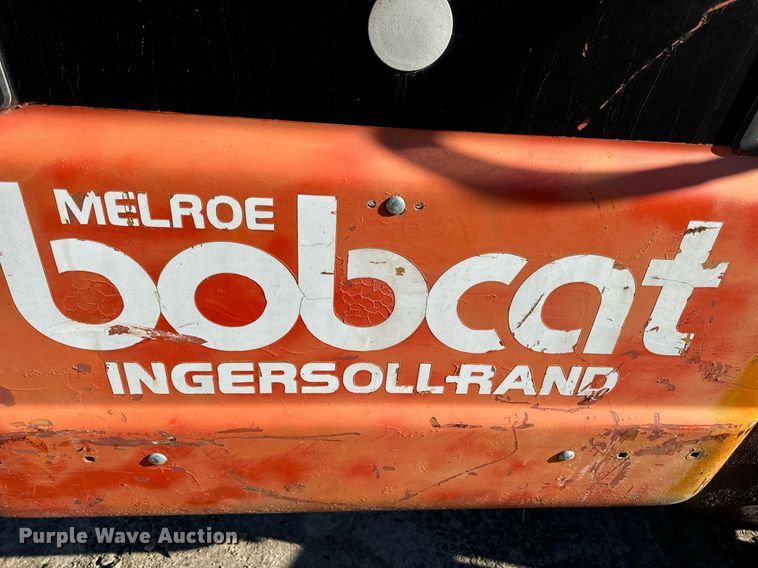 MELROE
bobcat
INGERSOLL-RAND
Purple Wave Auction